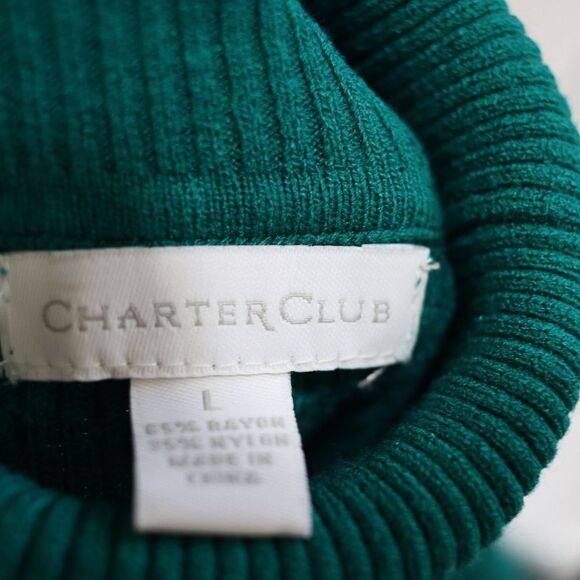 CHARTER CLUB
L
65% RAYON
35% NYLON
MADE IN
CHINA